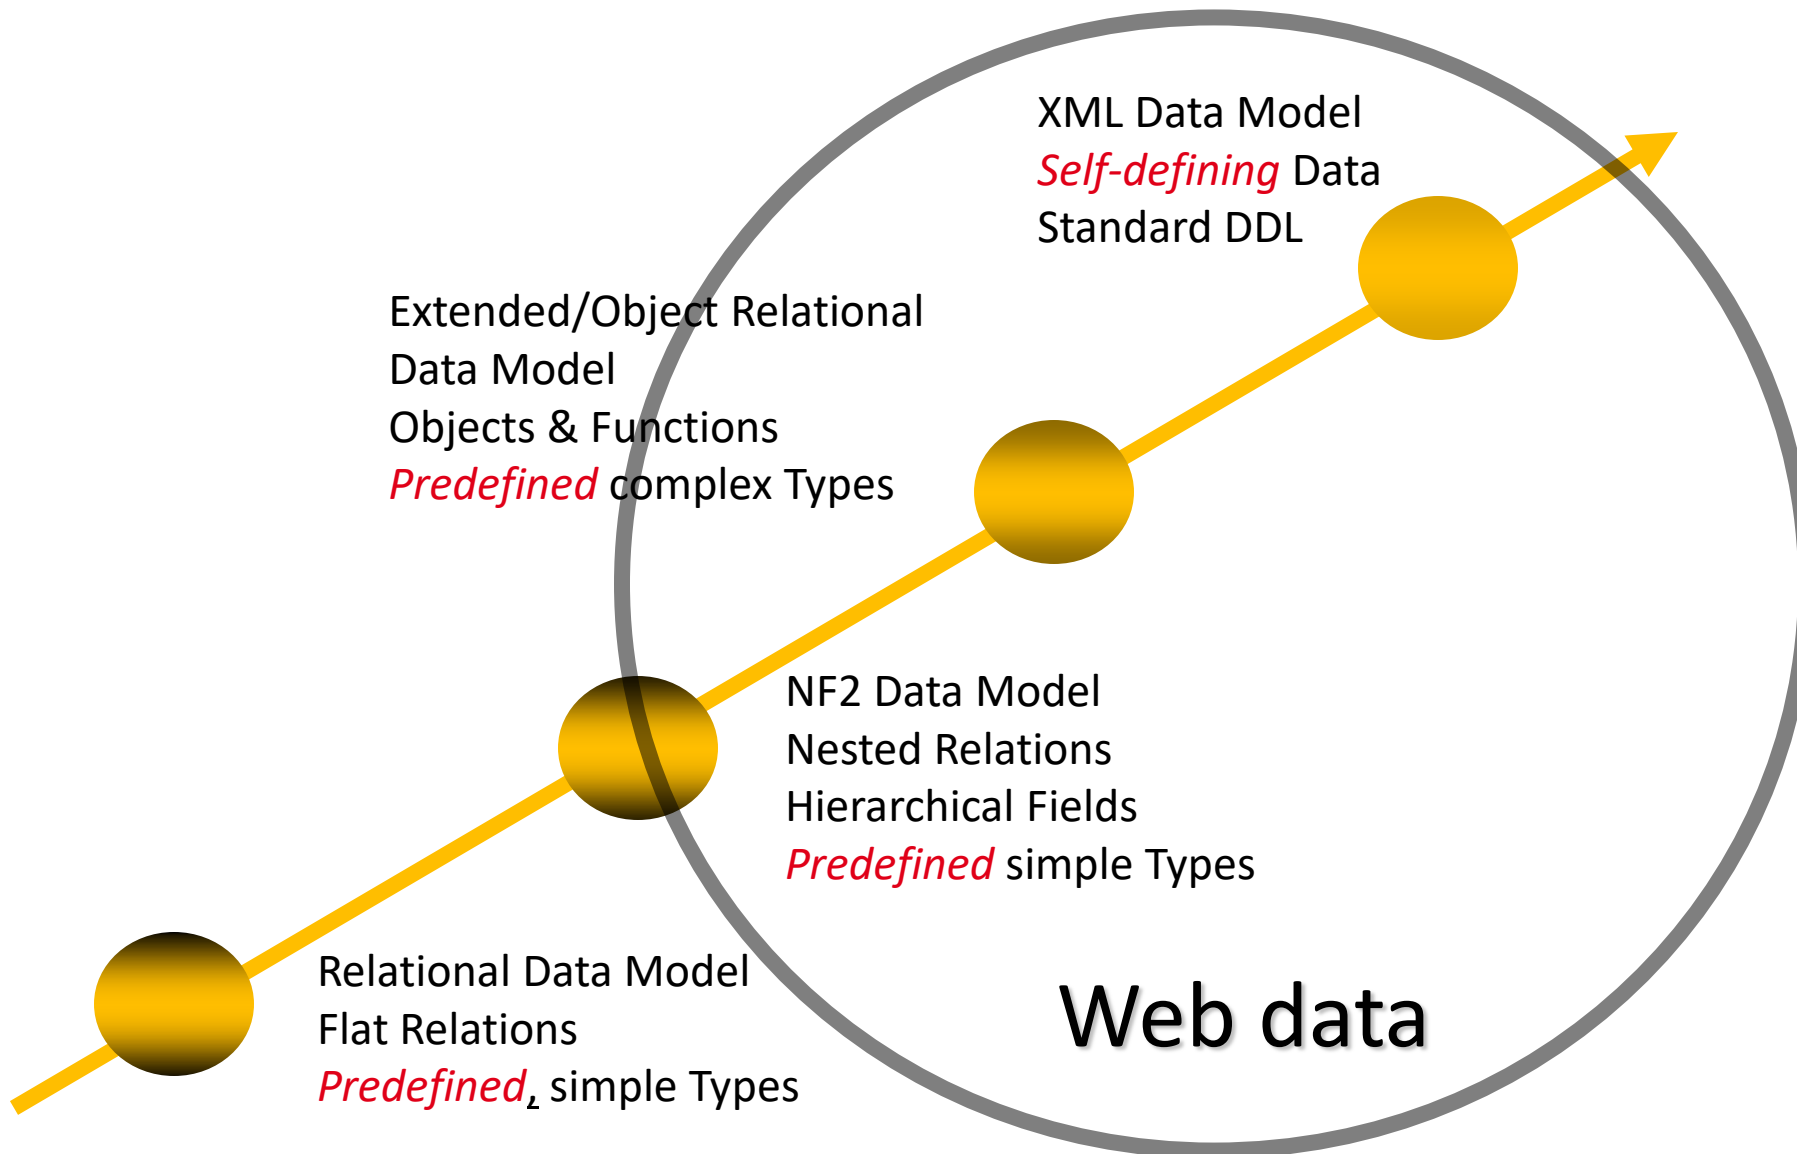 XML Data Model
Self-defining Data
Standard DDL
Extended/Object Relational
Data Model
Objects & Functions
Predefined complex Types
NF2 Data Model
Nested Relations
Hierarchical Fields
Predefined simple Types
Relational Data Model
Flat Relations
Predefined, simple Types
Web data